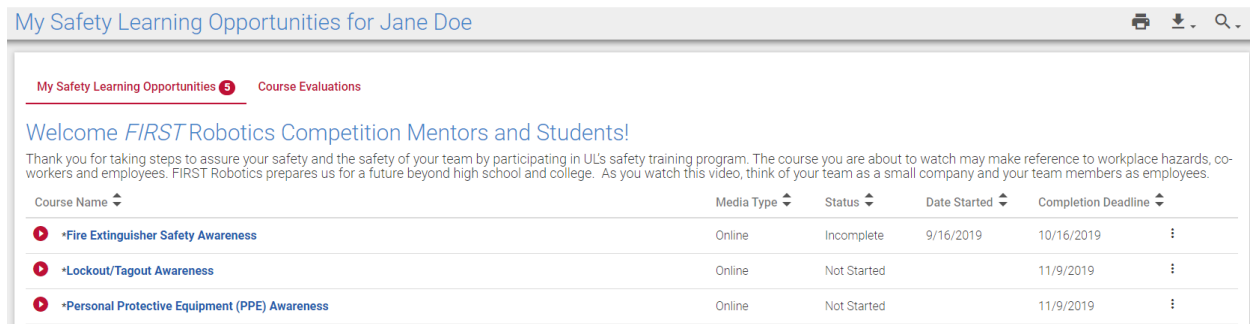 My Safety Learning Opportunities for Jane Doe
My Safety Learning Opportunities 5 Course Evaluations
Welcome FIRST Robotics Competition Mentors and Students!
Thank you for taking steps to assure your safety and the safety of your team by participating in UL's safety training program. The course you are about to watch may make reference to workplace hazards, co-
workers and employees. FIRST Robotics prepares us for a future beyond high school and college. As you watch this video, think of your team as a small company and your team members as employees.
Course Name Media Type Status Date Started Completion Deadline
*Fire Extinguisher Safety Awareness Online Incomplete 9/16/2019 10/16/2019
*Lockout/Tagout Awareness Online Not Started 11/9/2019
*Personal Protective Equipment (PPE) Awareness Online Not Started 11/9/2019